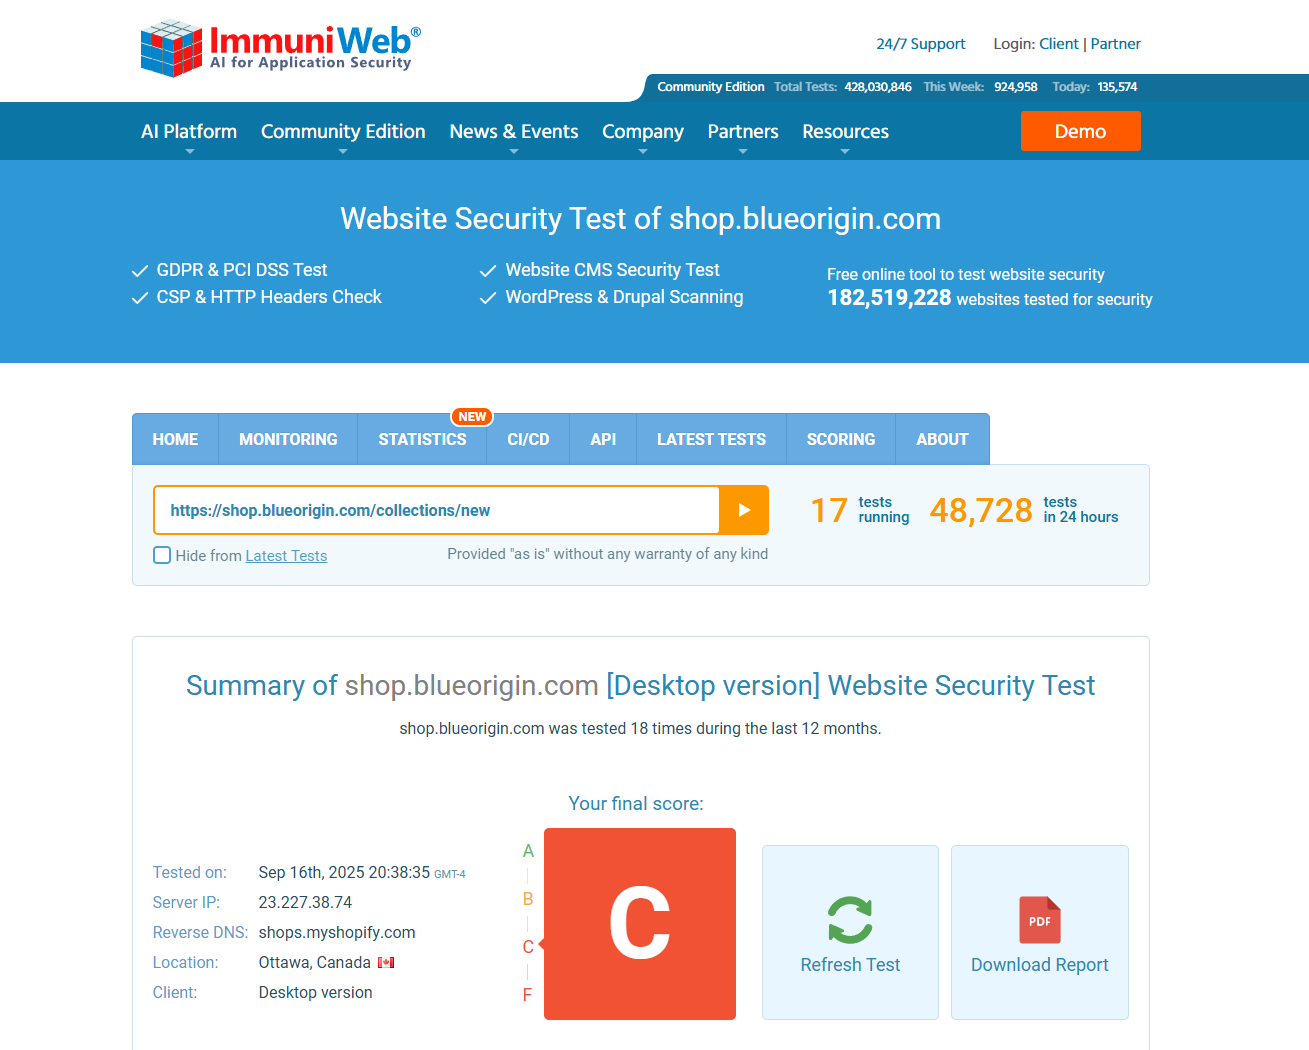 ImmuniWeb®
AI for Application Security
24/7 Support Login: Client | Partner
Community Edition Total Tests: 428,030,846 This Week: 924,958 Today: 135,574
AI Platform Community Edition News & Events Company Partners Resources Demo
Website Security Test of shop.blueorigin.com
GDPR & PCI DSS Test
CSP & HTTP Headers Check
Website CMS Security Test
WordPress & Drupal Scanning
Free online tool to test website security
182,519,228 websites tested for security
NEW
HOME MONITORING STATISTICS CI/CD API LATEST TESTS SCORING ABOUT
https://shop.blueorigin.com/collections/new
17 tests running
48,728 tests in 24 hours
Hide from Latest Tests
Provided "as is" without any warranty of any kind
Summary of shop.blueorigin.com [Desktop version] Website Security Test
shop.blueorigin.com was tested 18 times during the last 12 months.
Tested on: Sep 16th, 2025 20:38:35 GMT-4
Server IP: 23.227.38.74
Reverse DNS: shops.myshopify.com
Location: Ottawa, Canada
Client: Desktop version
Your final score:
A
B
C
F
C
Refresh Test
PDF
Download Report